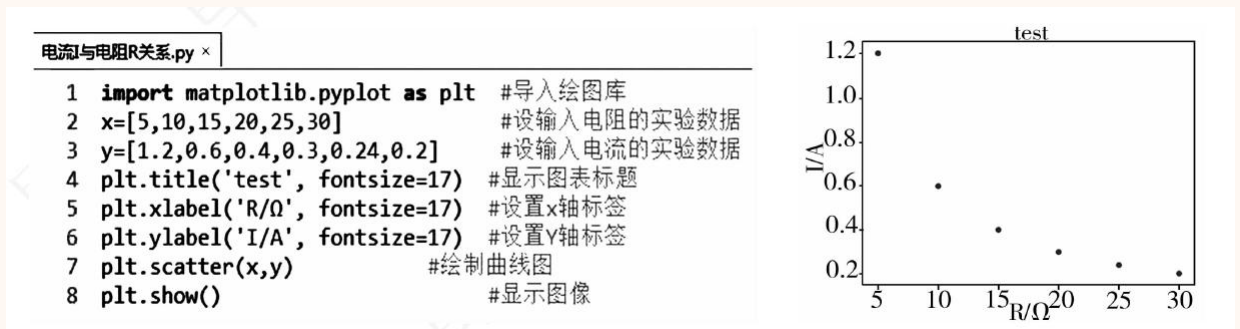 电流I与电阻R关系.py ×
1 import matplotlib.pyplot as plt #导入绘图库
2 x=[5,10,15,20,25,30] #设输入电阻的实验数据
3 y=[1.2,0.6,0.4,0.3,0.24,0.2] #设输入电流的实验数据
4 plt.title('test', fontsize=17) #显示图表标题
5 plt.xlabel('R/Ω', fontsize=17) #设置x轴标签
6 plt.ylabel('I/A', fontsize=17) #设置Y轴标签
7 plt.scatter(x,y) #绘制曲线图
8 plt.show() #显示图像
test
1.2
1.0
0.8
I/A
0.6
0.4
0.2
5 10 15 20 25 30
R/Ω